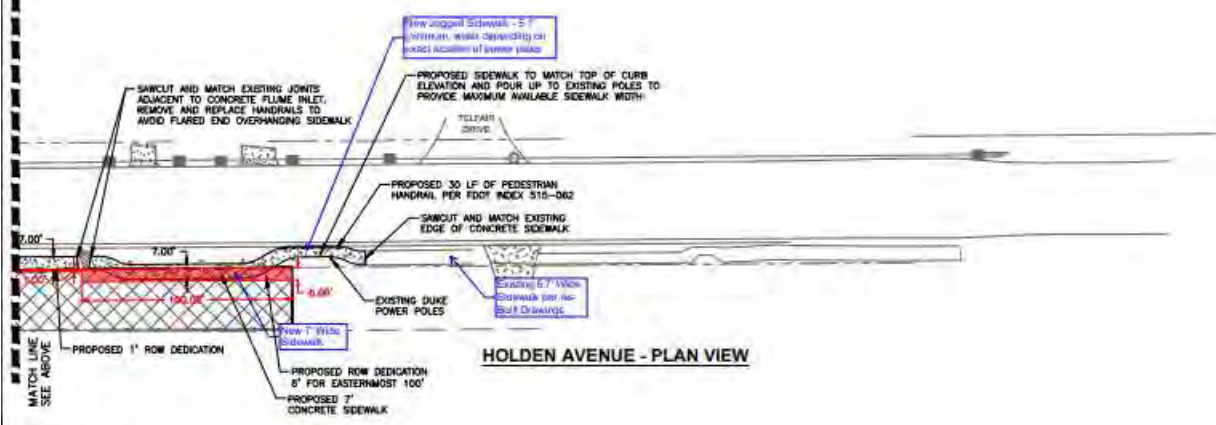 New Jogged Sidewalk - 5.7'
minimum, wider depending on
exact location of power poles
SAWCUT AND MATCH EXISTING JOINTS
ADJACENT TO CONCRETE FLUME INLET,
REMOVE AND REPLACE HANDRAILS TO
AVOID FLARED END OVERHANGING SIDEWALK
PROPOSED SIDEWALK TO MATCH TOP OF CURB
ELEVATION AND POUR UP TO EXISTING POLES TO
PROVIDE MAXIMUM AVAILABLE SIDEWALK WIDTH
TELFAIR
DRIVE
PROPOSED 30 LF OF PEDESTRIAN
HANDRAIL PER FDOT INDEX 515-062
SAWCUT AND MATCH EXISTING
EDGE OF CONCRETE SIDEWALK
7.00'
7.00'
100.00'
6.00'
EXISTING DUKE
POWER POLES
Existing 6.7' Wide
Sidewalk per As-
Built Drawings
New 7' Wide
Sidewalk
PROPOSED 1' ROW DEDICATION
PROPOSED ROW DEDICATION
6' FOR EASTERNMOST 100'
PROPOSED 7'
CONCRETE SIDEWALK
HOLDEN AVENUE - PLAN VIEW
MATCH LINE
SEE ABOVE